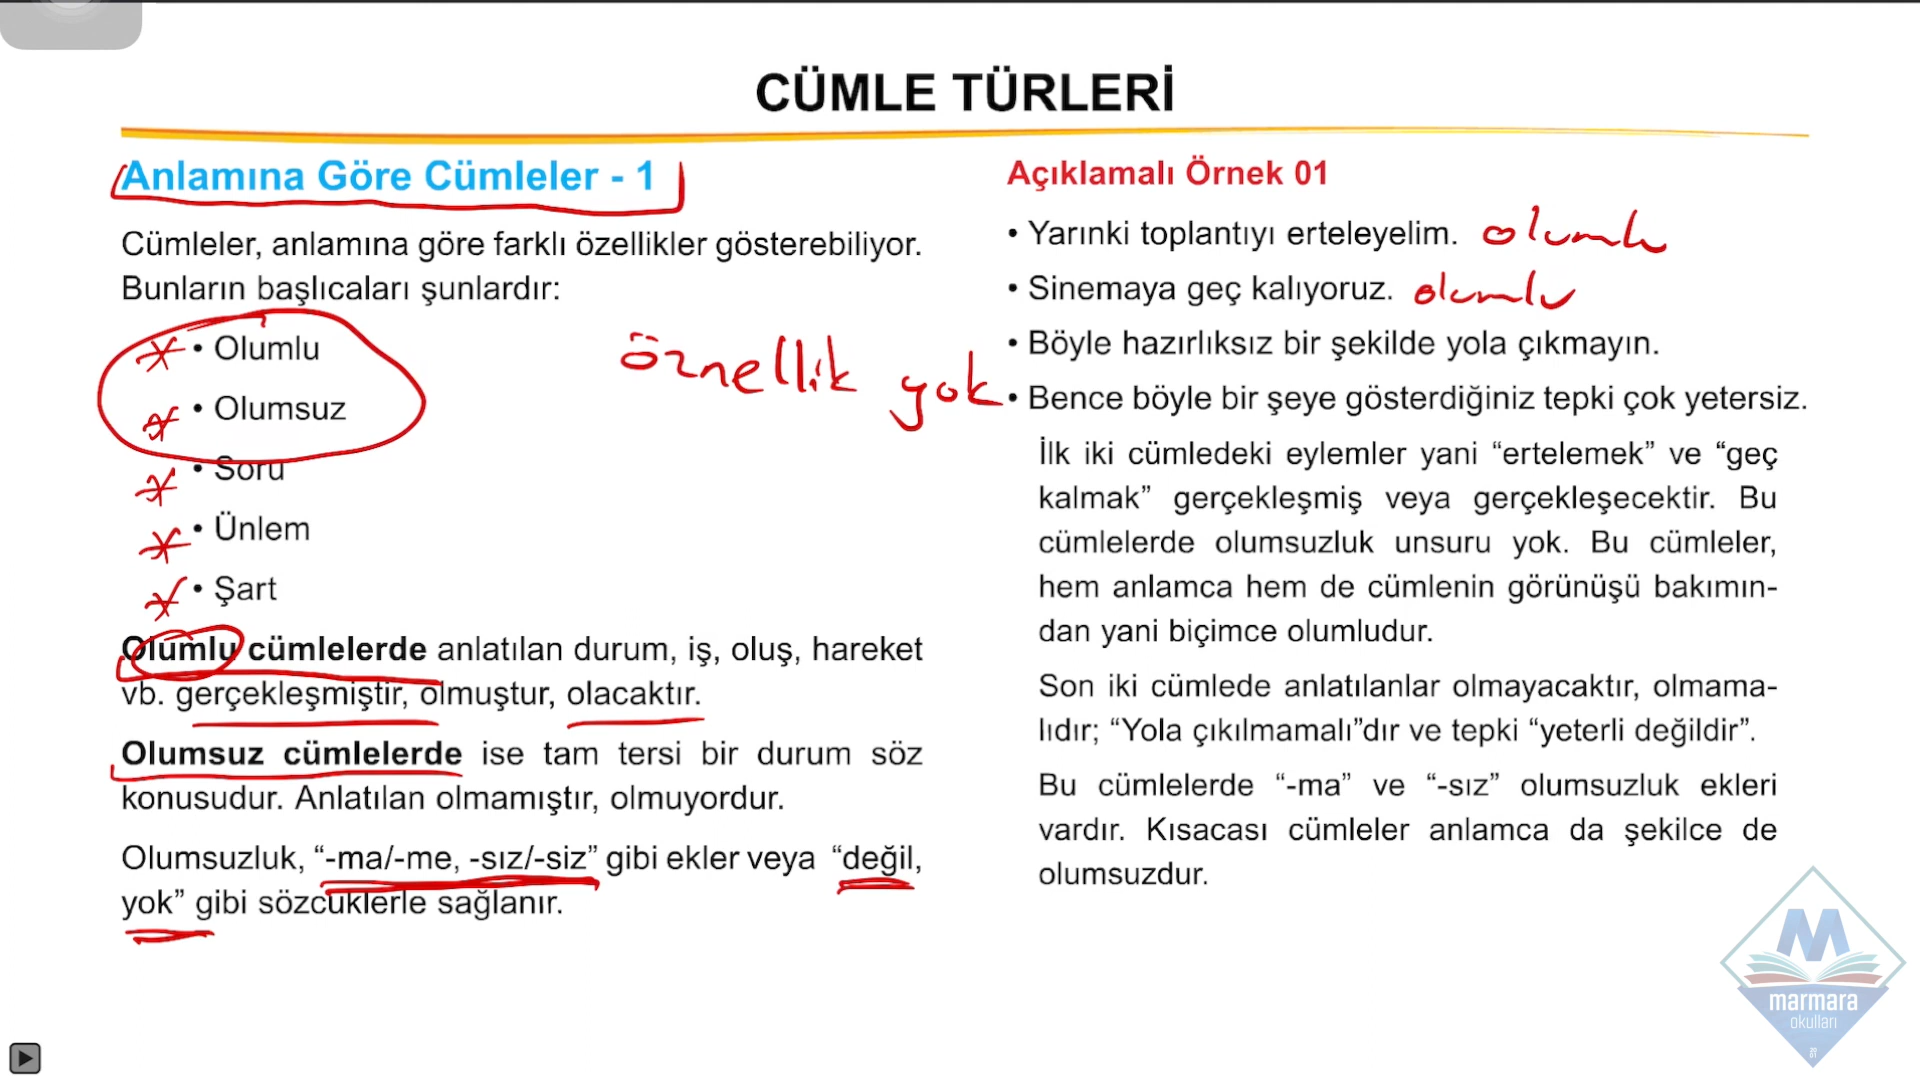 CÜMLE TÜRLERİ
Anlamına Göre Cümleler - 1
Cümleler, anlamına göre farklı özellikler gösterebiliyor.
Bunların başlıcaları şunlardır:
• Olumlu
• Olumsuz
• Soru
• Ünlem
• Şart
öznellik yok
Olumlu cümlelerde anlatılan durum, iş, oluş, hareket
vb. gerçekleşmiştir, olmuştur, olacaktır.
Olumsuz cümlelerde ise tam tersi bir durum söz
konusudur. Anlatılan olmamıştır, olmuyordur.
Olumsuzluk, “-ma/-me, -sız/-siz” gibi ekler veya “değil,
yok” gibi sözcüklerle sağlanır.
Açıklamalı Örnek 01
• Yarınki toplantıyı erteleyelim. olumlu
• Sinemaya geç kalıyoruz. olumlu
• Böyle hazırlıksız bir şekilde yola çıkmayın.
• Bence böyle bir şeye gösterdiğiniz tepki çok yetersiz.
İlk iki cümledeki eylemler yani “ertelemek” ve “geç
kalmak” gerçekleşmiş veya gerçekleşecektir. Bu
cümlelerde olumsuzluk unsuru yok. Bu cümleler,
hem anlamca hem de cümlenin görünüşü bakımın-
dan yani biçimce olumludur.
Son iki cümlede anlatılanlar olmayacaktır, olmama-
lıdır; “Yola çıkılmamalı”dır ve tepki “yeterli değildir”.
Bu cümlelerde “-ma” ve “-sız” olumsuzluk ekleri
vardır. Kısacası cümleler anlamca da şekilce de
olumsuzdur.
M
marmara
okulları